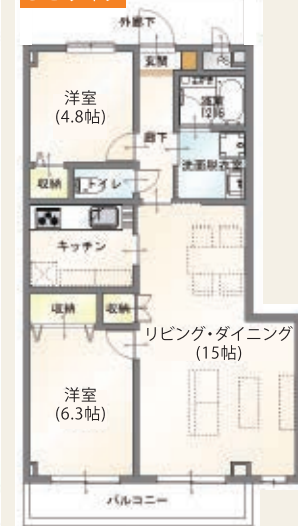 外廊下
玄関
PS
洋室
(4.8帖)
浴室
廊下
洗面脱衣室
収納
トイレ
キッチン
収納
収納
リビング・ダイニング
(15帖)
洋室
(6.3帖)
バルコニー